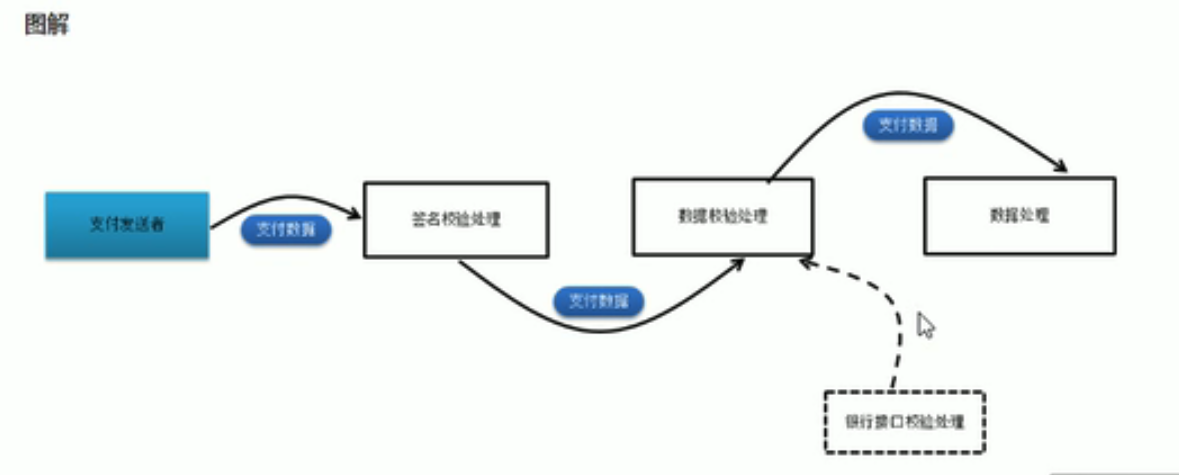 图解
支付数据
支付发送者
支付数据
签名校验处理
数据校验处理
数据处理
支付数据
银行接口校验处理